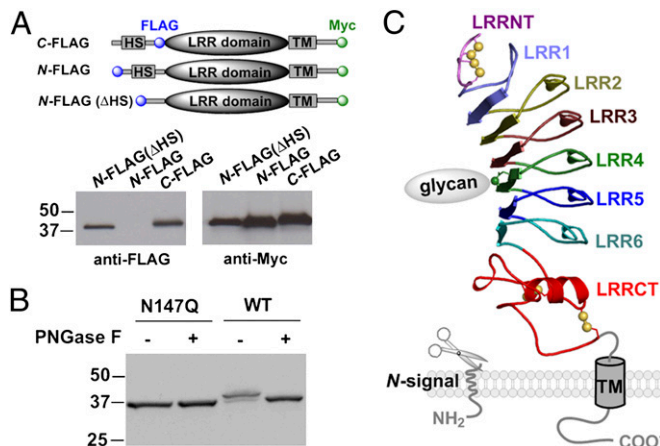 A
FLAG
Myc
C-FLAG
HS
LRR domain
TM
N-FLAG
HS
LRR domain
TM
N-FLAG (ΔHS)
LRR domain
TM
N-FLAG(ΔHS)
N-FLAG
C-FLAG
N-FLAG(ΔHS)
N-FLAG
C-FLAG
50
37
50
37
anti-FLAG
anti-Myc
B
N147Q
WT
PNGase F
- + - +
50
37
25
C
LRRNT
LRR1
LRR2
LRR3
LRR4
glycan
LRR5
LRR6
LRRCT
N-signal
TM
NH2
COO